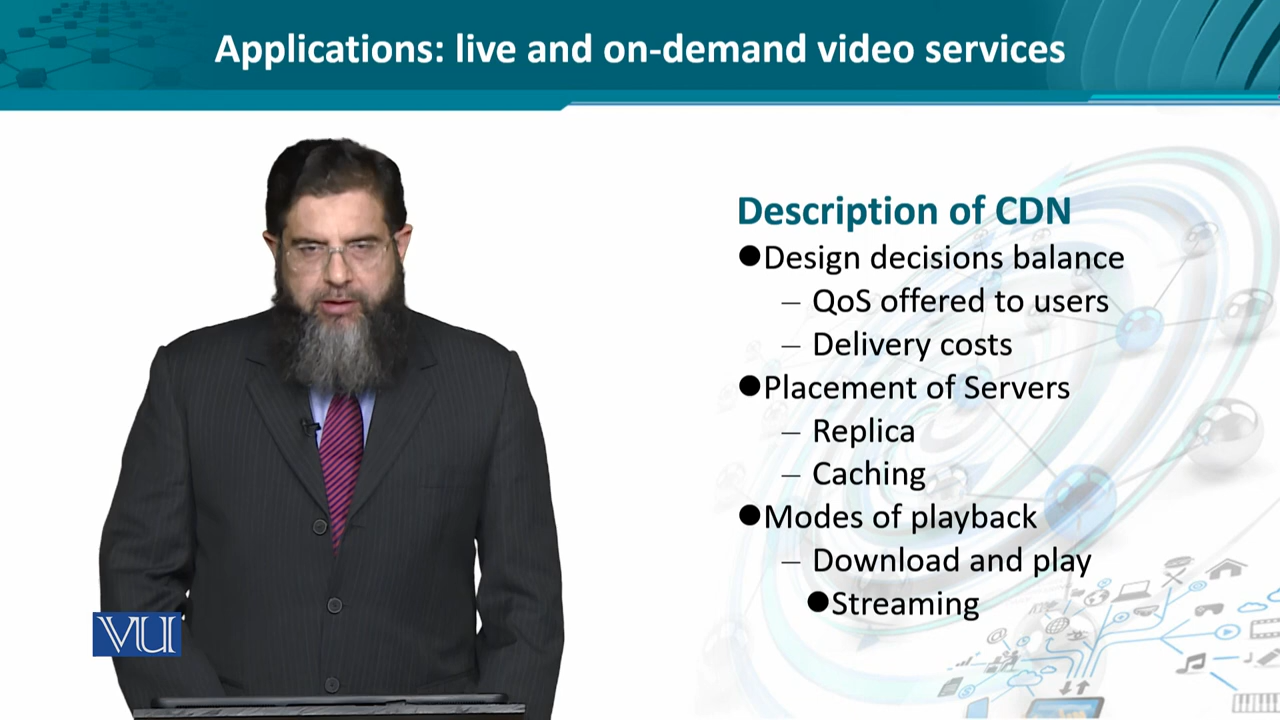 Applications: live and on-demand video services
Description of CDN
●Design decisions balance
– QoS offered to users
– Delivery costs
●Placement of Servers
– Replica
– Caching
●Modes of playback
– Download and play
●Streaming
VU